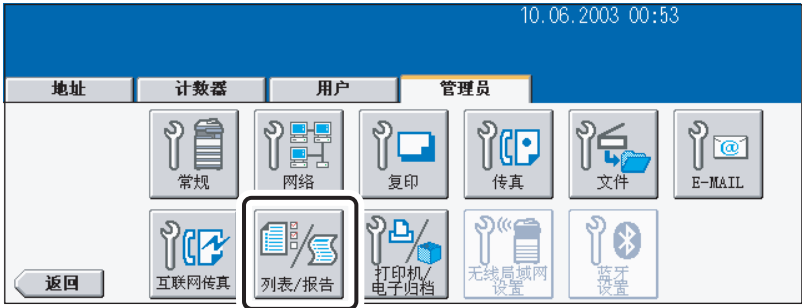 10.06.2003 00:53
地址 计数器 用户 管理员
常规 网络 复印 传真 文件 E-MAIL
互联网传真 列表/报告 打印机/
电子归档 无线局域网
设置 蓝牙
设置
返回